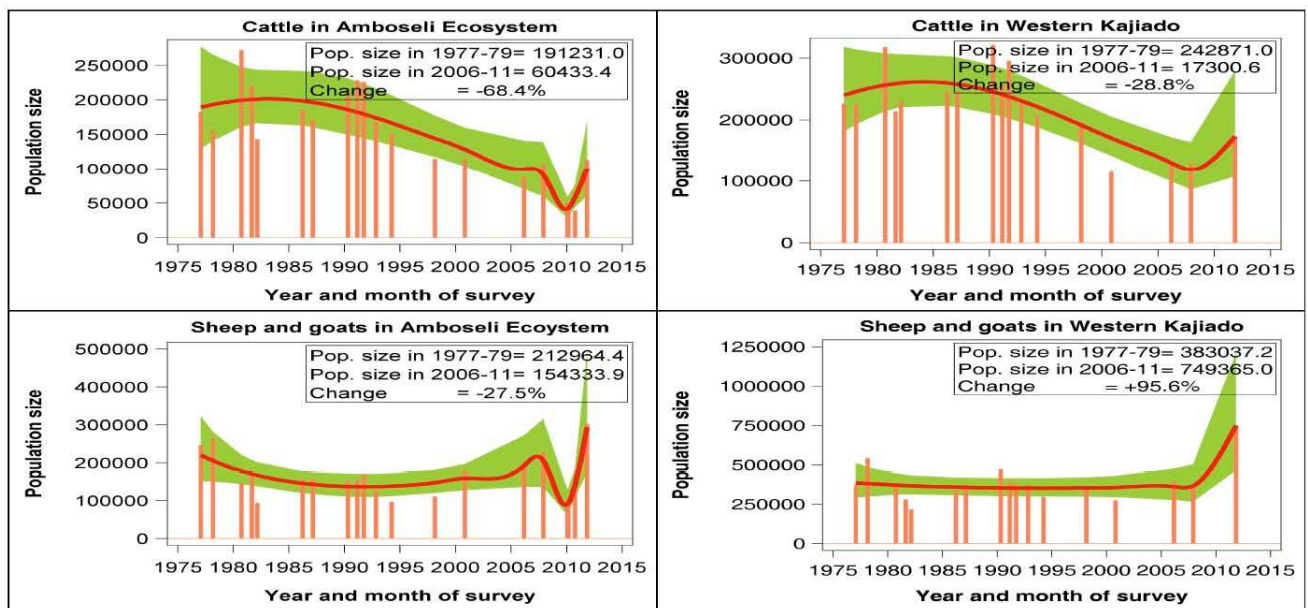 Cattle in Amboseli Ecosystem
Pop. size in 1977-79= 191231.0
Pop. size in 2006-11= 60433.4
Change = -68.4%
Population size
250000
200000
150000
100000
50000
0
1975 1980 1985 1990 1995 2000 2005 2010 2015
Year and month of survey
Cattle in Western Kajiado
Pop. size in 1977-79= 242871.0
Pop. size in 2006-11= 17300.6
Change = -28.8%
Population size
300000
200000
100000
0
1975 1980 1985 1990 1995 2000 2005 2010 2015
Year and month of survey
Sheep and goats in Amboseli Ecoystem
Pop. size in 1977-79= 212964.4
Pop. size in 2006-11= 154333.9
Change = -27.5%
Population size
500000
400000
300000
200000
100000
0
1975 1980 1985 1990 1995 2000 2005 2010 2015
Year and month of survey
Sheep and goats in Western Kajiado
Pop. size in 1977-79= 383037.2
Pop. size in 2006-11= 749365.0
Change = +95.6%
Population size
1250000
1000000
750000
500000
250000
0
1975 1980 1985 1990 1995 2000 2005 2010 2015
Year and month of survey